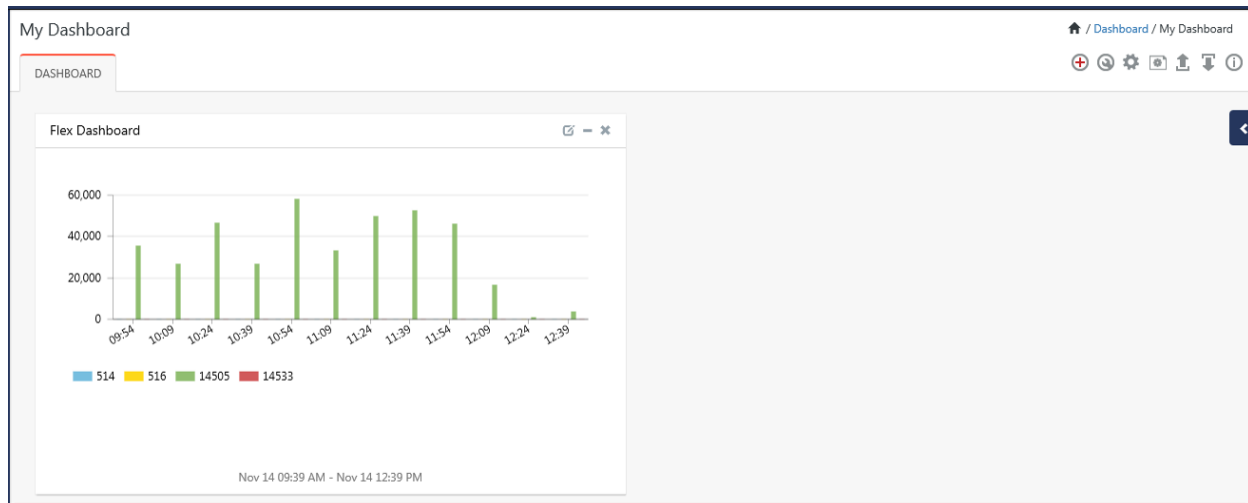 My Dashboard
/ Dashboard / My Dashboard
DASHBOARD
Flex Dashboard
60,000
40,000
20,000
0
09:54 10:09 10:24 10:39 10:54 11:09 11:24 11:39 11:54 12:09 12:24 12:39
514 516 14505 14533
Nov 14 09:39 AM - Nov 14 12:39 PM